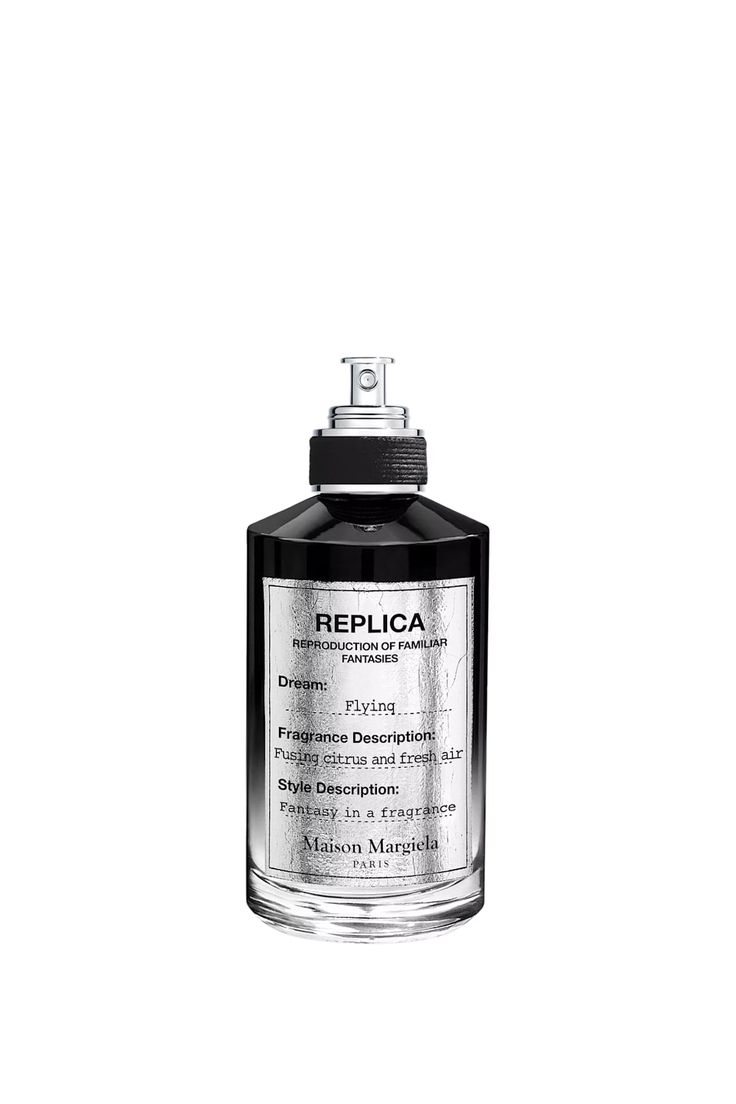 REPLICA
REPRODUCTION OF FAMILIAR
FANTASIES
Dream:
Flying
Fragrance Description:
Fusing citrus and fresh air
Style Description:
Fantasy in a fragrance
Maison Margiela
PARIS